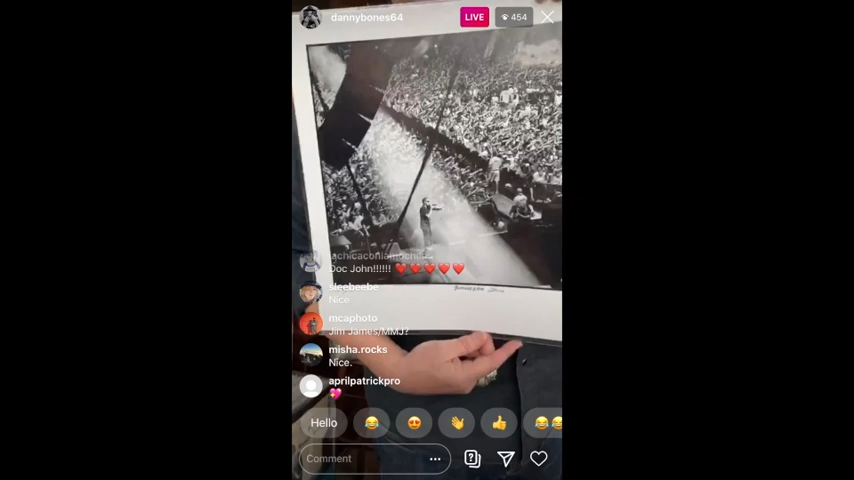 dannybones64
LIVE
454
Doc John!!!!!! ❤️❤️❤️❤️❤️
sleebeebe
Nice
mcaphoto
Jim James/MMJ?
misha.rocks
Nice.
aprilpatrickpro
💖
Hello
Comment